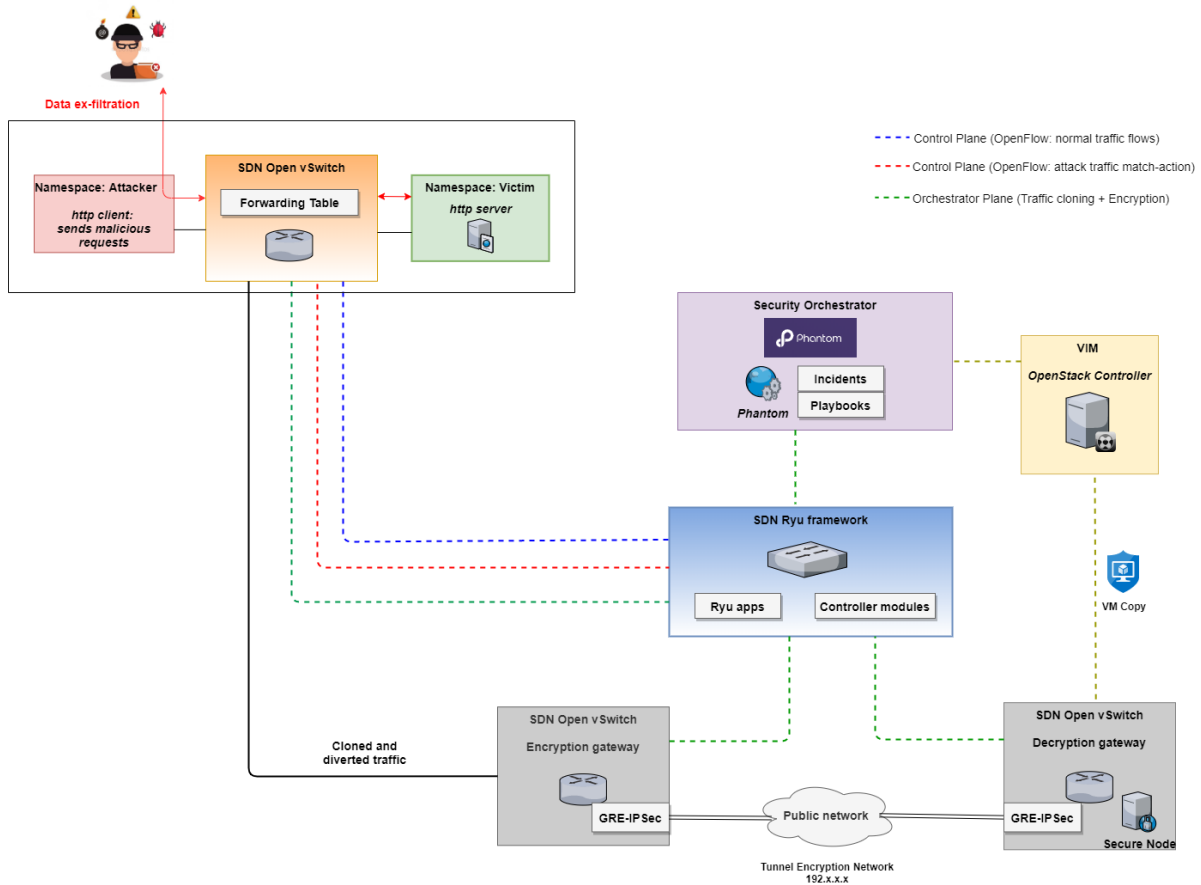 Data ex-filtration
Namespace: Attacker
http client:
sends malicious
requests
SDN Open vSwitch
Forwarding Table
Namespace: Victim
http server
Control Plane (OpenFlow: normal traffic flows)
Control Plane (OpenFlow: attack traffic match-action)
Orchestrator Plane (Traffic cloning + Encryption)
Security Orchestrator
Phantom
Phantom
Incidents
Playbooks
VIM
OpenStack Controller
SDN Ryu framework
Ryu apps
Controller modules
VM Copy
Cloned and
diverted traffic
SDN Open vSwitch
Encryption gateway
GRE-IPSec
Public network
Tunnel Encryption Network
192.x.x.x
SDN Open vSwitch
Decryption gateway
GRE-IPSec
Secure Node